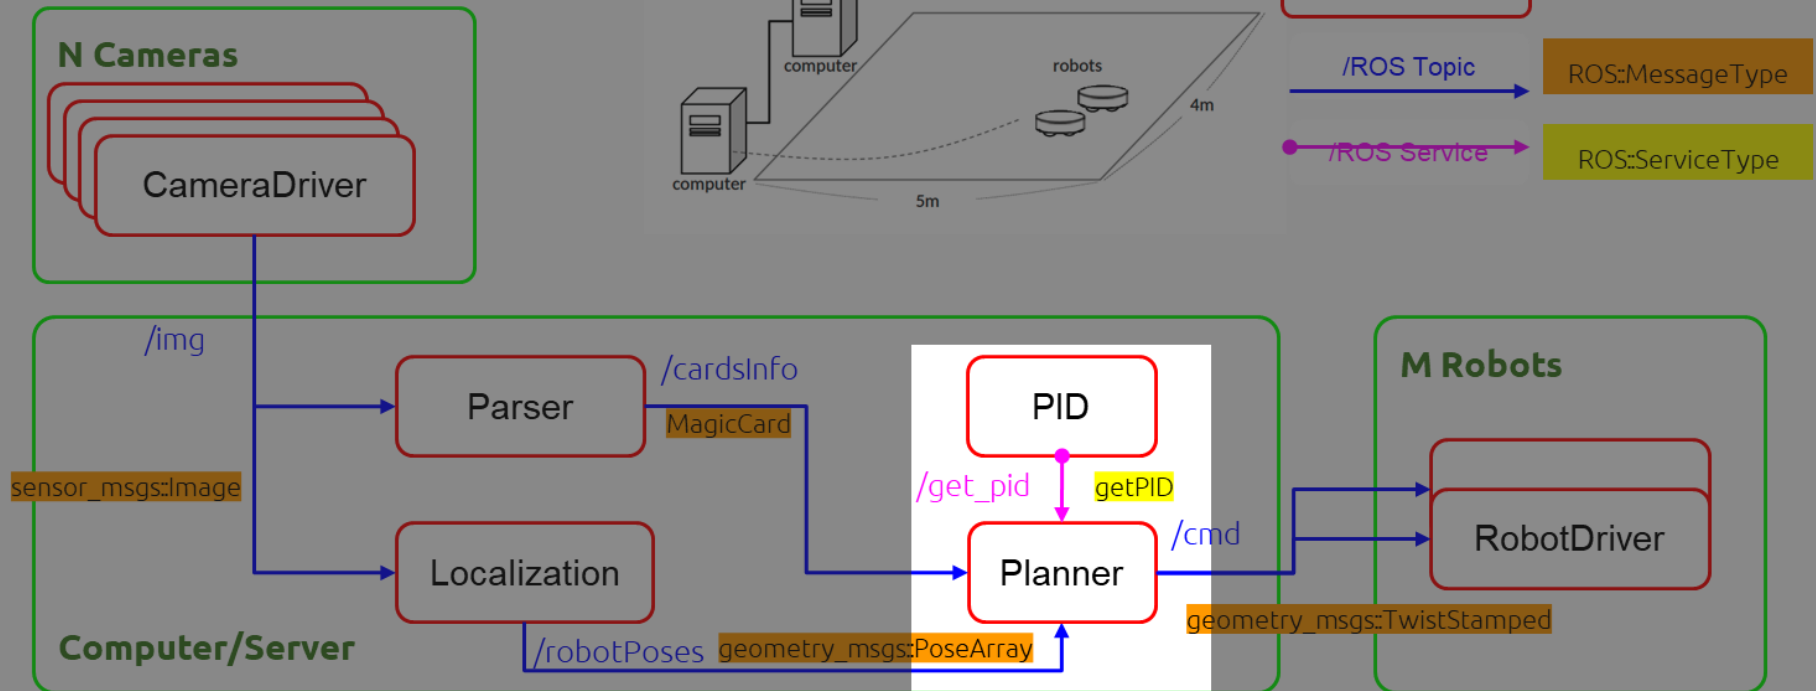 N Cameras
CameraDriver
computer
computer
robots
4m
5m
/ROS Topic
ROS::MessageType
/ROS Service
ROS::ServiceType
/img
sensor_msgs::Image
Parser
/cardsInfo
MagicCard
PID
/get_pid
getPID
Localization
Planner
/cmd
/robotPoses
geometry_msgs::PoseArray
geometry_msgs::TwistStamped
Computer/Server
M Robots
RobotDriver